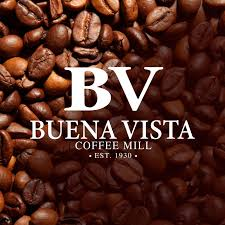 BV
BUENA VISTA
COFFEE MILL
• EST. 1930 •